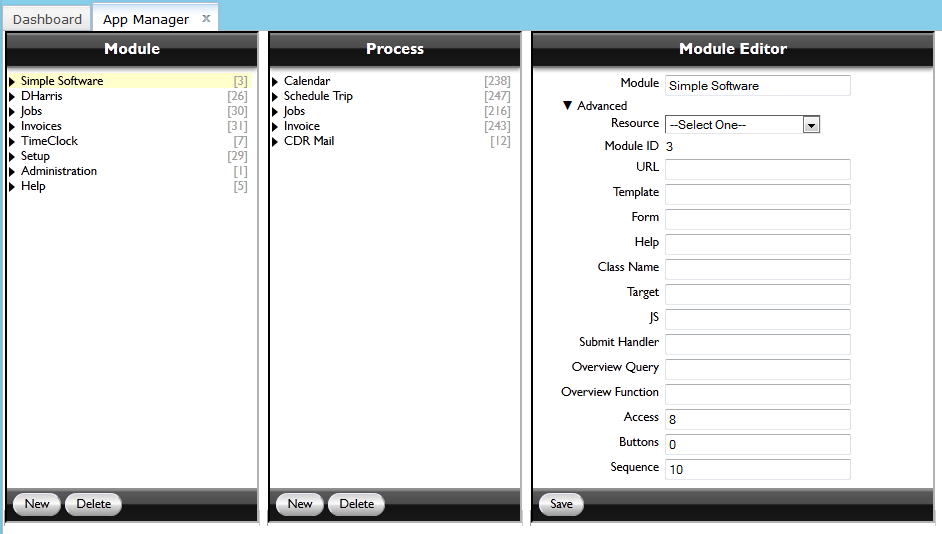 Dashboard App Manager x
Module
Simple Software [3]
DHarris [26]
Jobs [30]
Invoices [31]
TimeClock [7]
Setup [29]
Administration [1]
Help [5]
New Delete
Process
Calendar [238]
Schedule Trip [247]
Jobs [216]
Invoice [243]
CDR Mail [12]
New Delete
Module Editor
Module Simple Software
Advanced
Resource --Select One--
Module ID 3
URL
Template
Form
Help
Class Name
Target
JS
Submit Handler
Overview Query
Overview Function
Access 8
Buttons 0
Sequence 10
Save